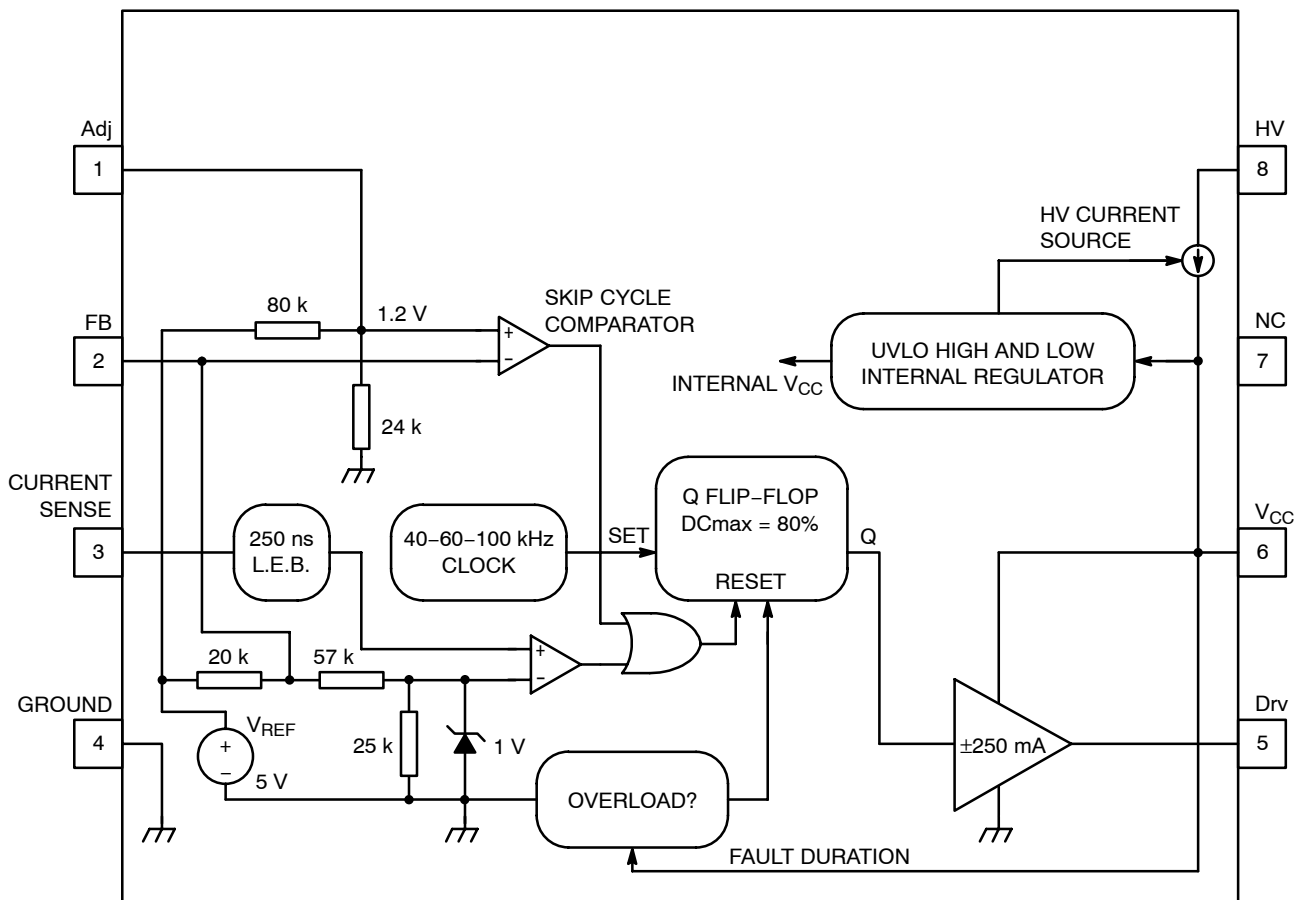 Adj
1
HV
8
HV CURRENT
SOURCE
80 k
1.2 V
SKIP CYCLE
COMPARATOR
+
−
FB
2
NC
7
UVLO HIGH AND LOW
INTERNAL REGULATOR
INTERNAL VCC
24 k
CURRENT
SENSE
3
250 ns
L.E.B.
40−60−100 kHz
CLOCK
SET
Q FLIP−FLOP
DCmax = 80%
RESET
Q
VCC
6
20 k
57 k
+
−
GROUND
4
VREF
+
−
5 V
25 k
1 V
OVERLOAD?
±250 mA
Drv
5
FAULT DURATION